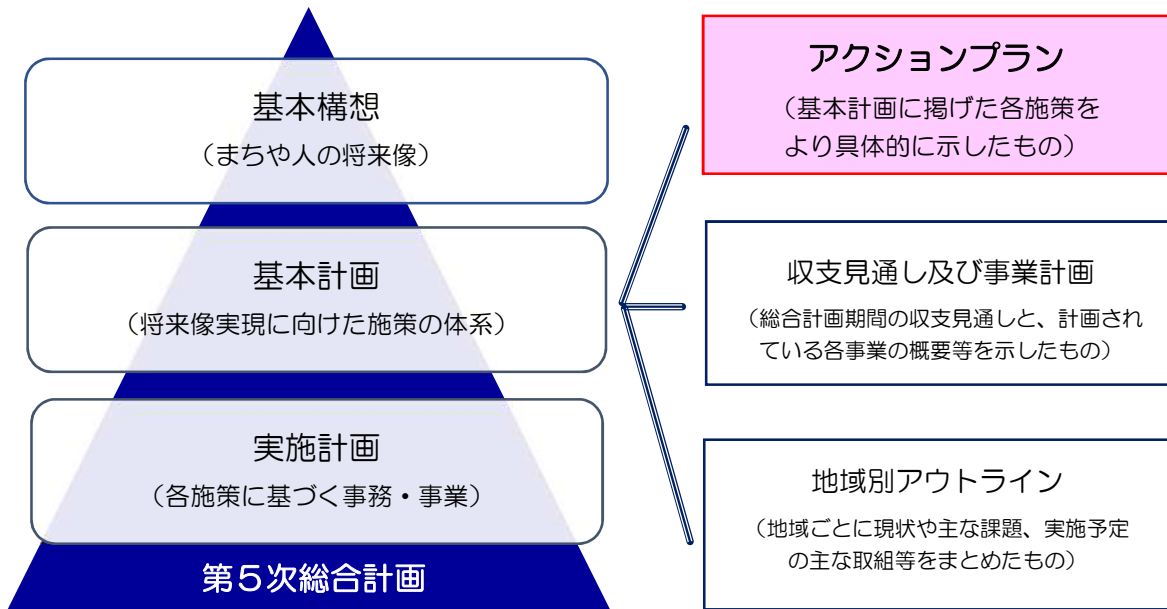 基本構想
（まちや人の将来像）
基本計画
（将来像実現に向けた施策の体系）
実施計画
（各施策に基づく事務・事業）
第５次総合計画
アクションプラン
（基本計画に掲げた各施策を
より具体的に示したもの）
収支見通し及び事業計画
（総合計画期間の収支見通しと、計画され
ている各事業の概要等を示したもの）
地域別アウトライン
（地域ごとに現状や主な課題、実施予定
の主な取組等をまとめたもの）